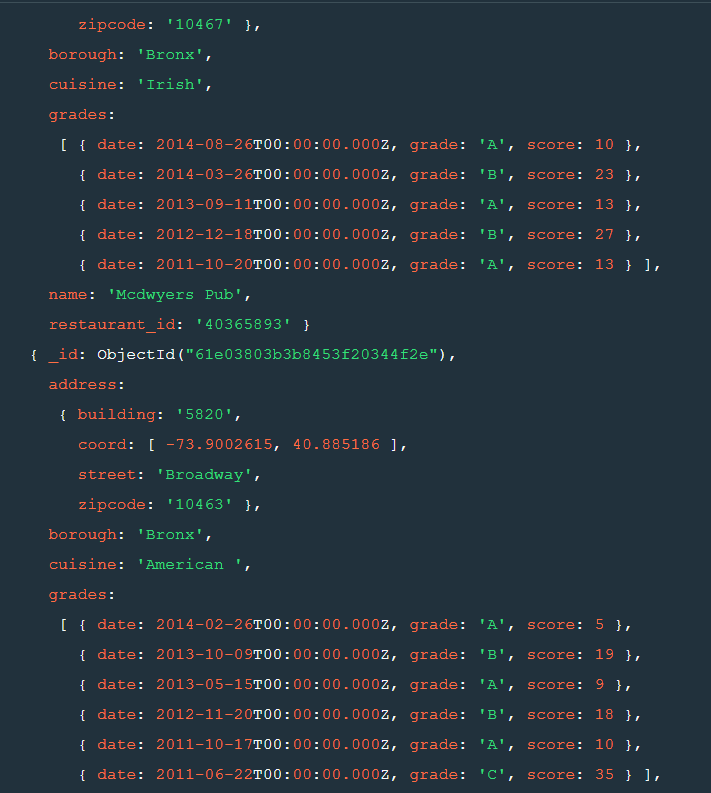 zipcode: '10467' },
borough: 'Bronx',
cuisine: 'Irish',
grades:
[ { date: 2014-08-26T00:00:00.000Z, grade: 'A', score: 10 },
{ date: 2014-03-26T00:00:00.000Z, grade: 'B', score: 23 },
{ date: 2013-09-11T00:00:00.000Z, grade: 'A', score: 13 },
{ date: 2012-12-18T00:00:00.000Z, grade: 'B', score: 27 },
{ date: 2011-10-20T00:00:00.000Z, grade: 'A', score: 13 } ],
name: 'Mcdwyers Pub',
restaurant_id: '40365893' }
{ _id: ObjectId("61e03803b3b8453f20344f2e"),
address:
{ building: '5820',
coord: [ -73.9002615, 40.885186 ],
street: 'Broadway',
zipcode: '10463' },
borough: 'Bronx',
cuisine: 'American ',
grades:
[ { date: 2014-02-26T00:00:00.000Z, grade: 'A', score: 5 },
{ date: 2013-10-09T00:00:00.000Z, grade: 'B', score: 19 },
{ date: 2013-05-15T00:00:00.000Z, grade: 'A', score: 9 },
{ date: 2012-11-20T00:00:00.000Z, grade: 'B', score: 18 },
{ date: 2011-10-17T00:00:00.000Z, grade: 'A', score: 10 },
{ date: 2011-06-22T00:00:00.000Z, grade: 'C', score: 35 } ],